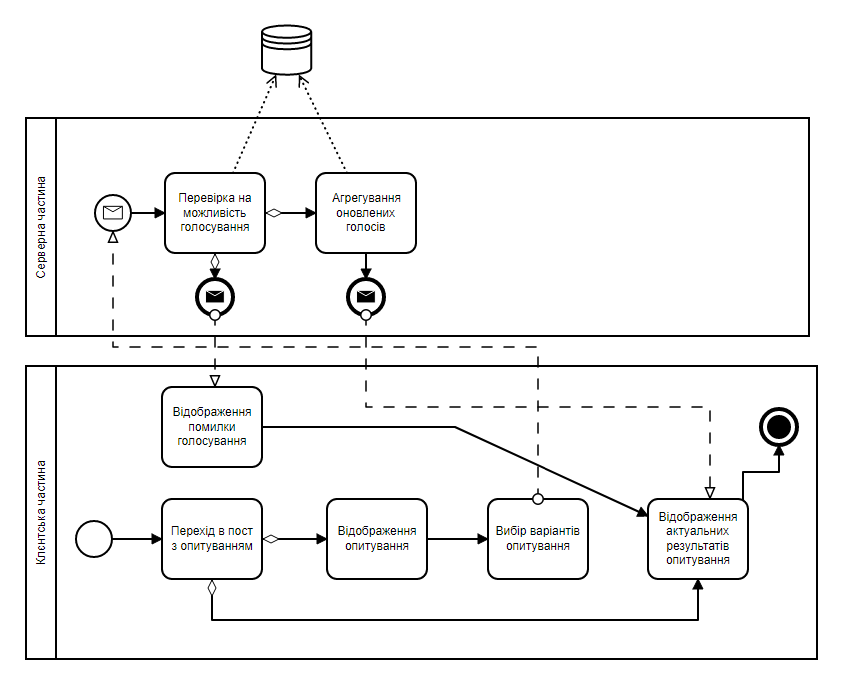 Серверна частина
Перевірка на
можливість
голосування
Агрегування
оновлених
голосів
Клєнтська частина
Відображення
помилки
голосування
Перехід в пост
з опитуванням
Відображення
опитування
Вибір варіантів
опитування
Відображення
актуальних
результатів
опитування